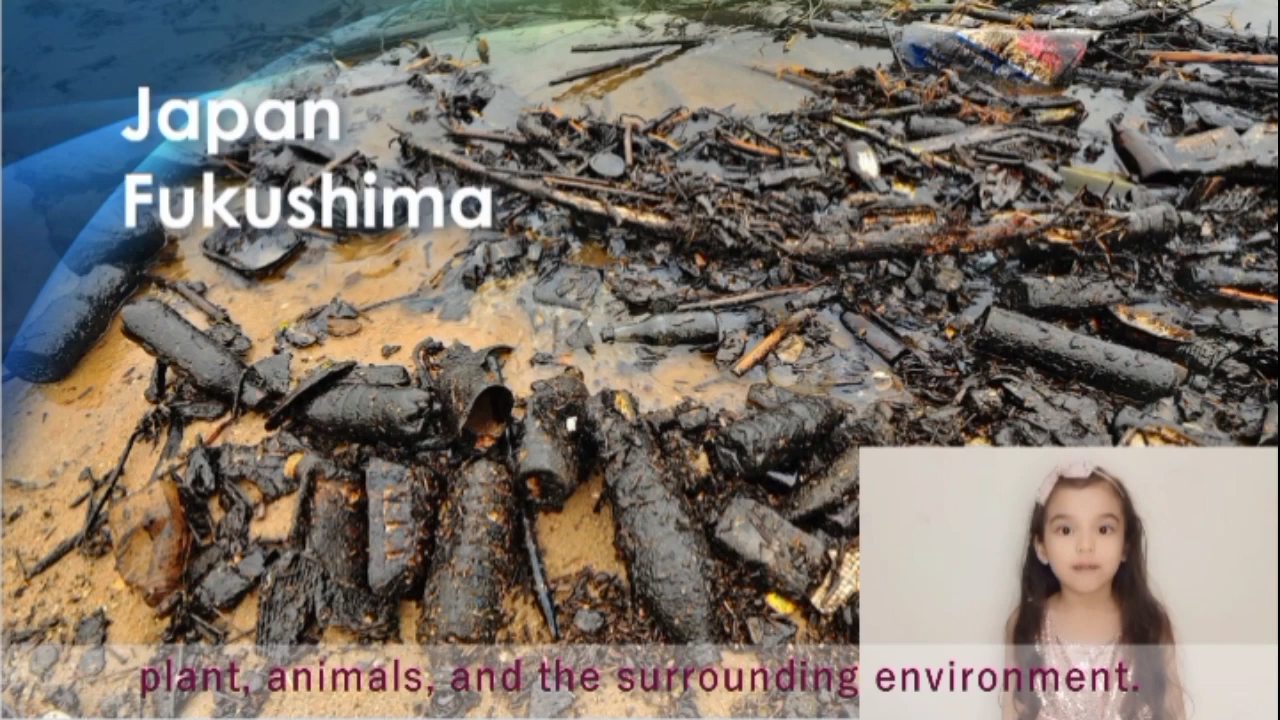 Japan
Fukushima
plant, animals, and the surrounding environment.